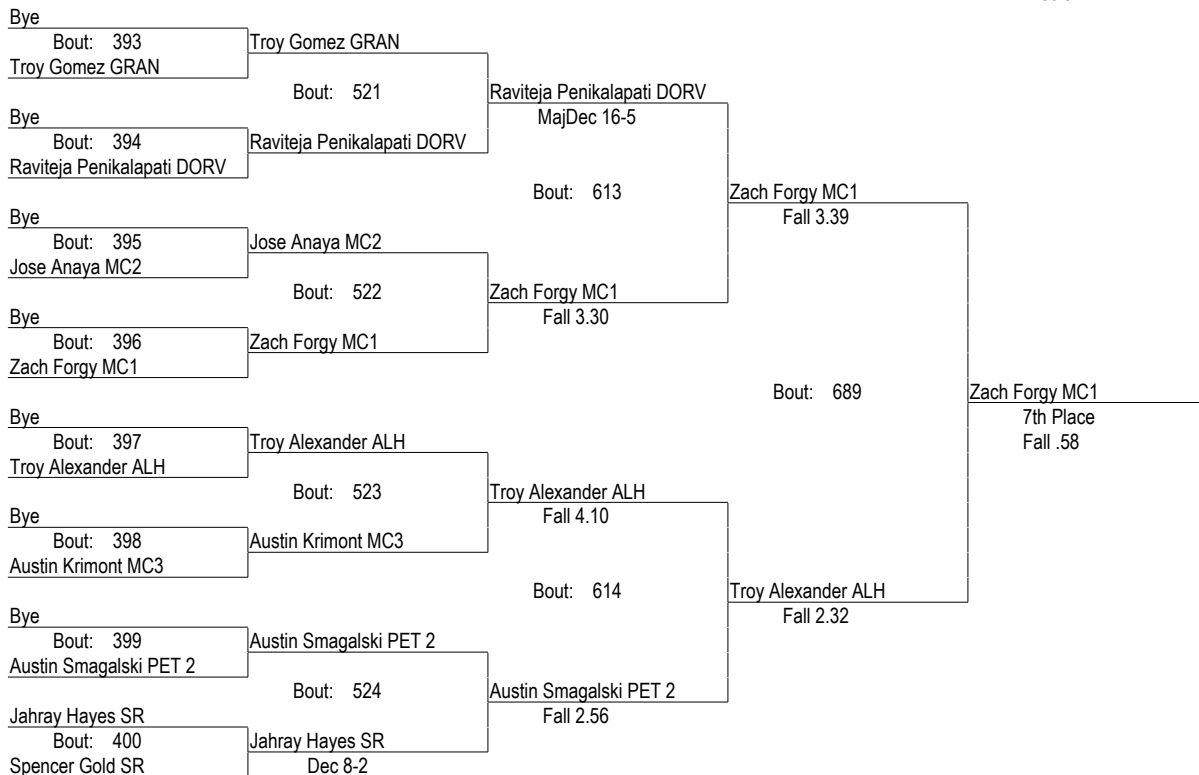 Bye
Bout: 393
Troy Gomez GRAN
Troy Gomez GRAN
Bout: 521
Raviteja Penikalapati DORV
MajDec 16-5
Bye
Bout: 394
Raviteja Penikalapati DORV
Raviteja Penikalapati DORV
Bout: 613
Zach Forgy MC1
Fall 3.39
Bye
Bout: 395
Jose Anaya MC2
Jose Anaya MC2
Bout: 522
Zach Forgy MC1
Fall 3.30
Bye
Bout: 396
Zach Forgy MC1
Zach Forgy MC1
Bout: 689
Zach Forgy MC1
7th Place
Fall .58
Bye
Bout: 397
Troy Alexander ALH
Troy Alexander ALH
Bout: 523
Troy Alexander ALH
Fall 4.10
Bye
Bout: 398
Austin Krimont MC3
Austin Krimont MC3
Bout: 614
Troy Alexander ALH
Fall 2.32
Bye
Bout: 399
Austin Smagalski PET 2
Austin Smagalski PET 2
Bout: 524
Austin Smagalski PET 2
Fall 2.56
Jahray Hayes SR
Bout: 400
Spencer Gold SR
Jahray Hayes SR
Dec 8-2